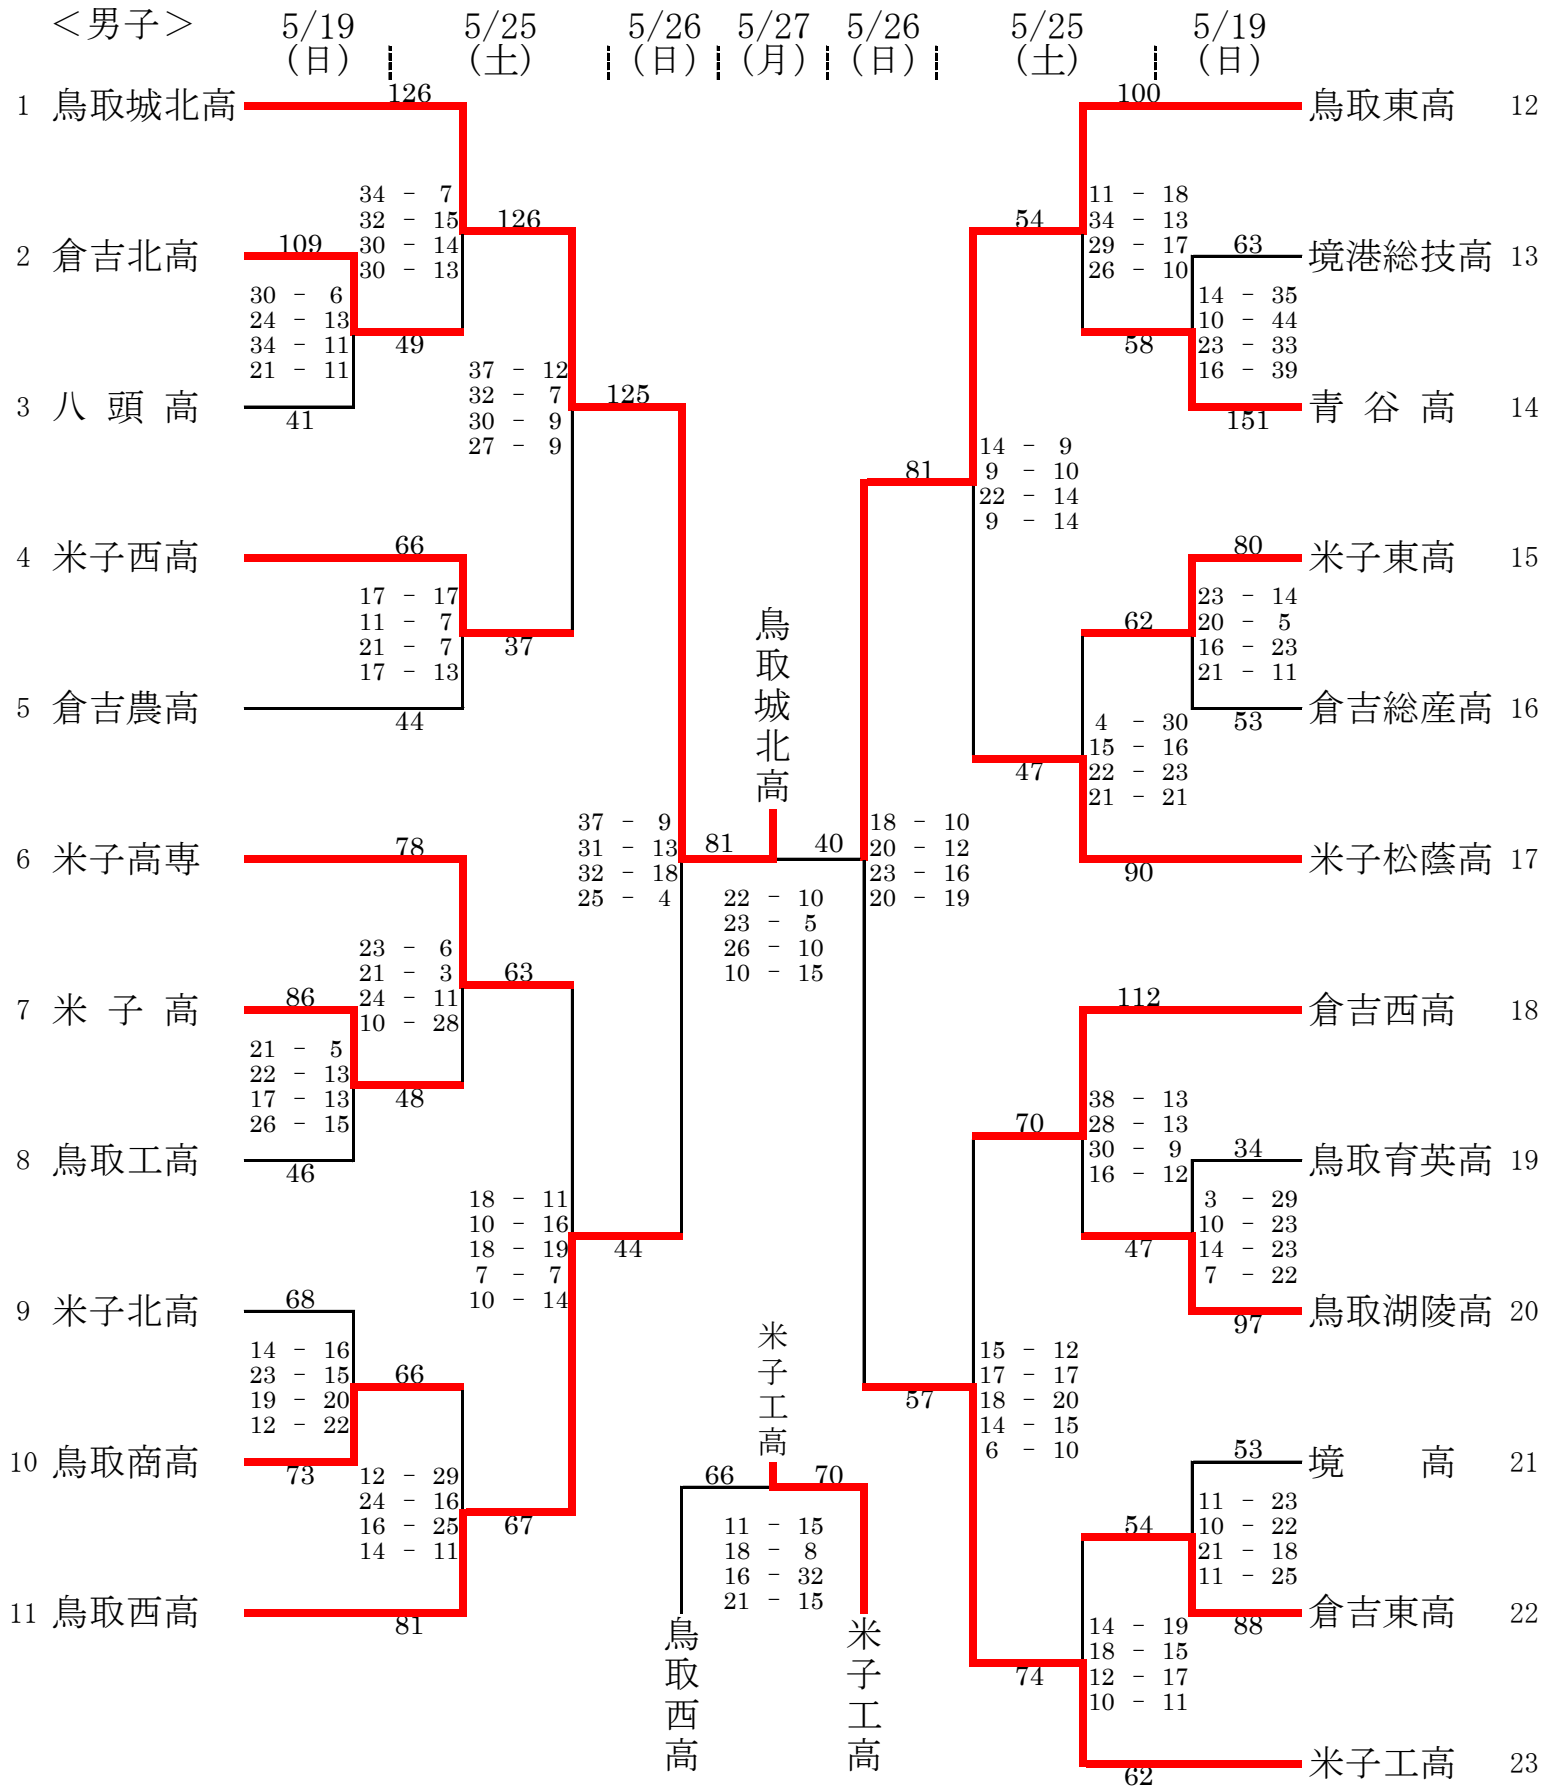 ＜男子＞ 5/19 5/25 5/26 5/27 5/26 5/25 5/19
(日) (土) (日) (月) (日) (土) (日)
1 鳥取城北高
126
34 - 7
32 - 15
30 - 14
30 - 13
2 倉吉北高
109
30 - 6
24 - 13
34 - 11
21 - 11
49
3 八頭高
41
126
37 - 12
32 - 7
30 - 9
27 - 9
4 米子西高
66
17 - 17
11 - 7
21 - 7
17 - 13
37
5 倉吉農高
44
125
37 - 9
31 - 13
32 - 18
25 - 4
6 米子高専
78
23 - 6
21 - 3
24 - 11
10 - 28
63
7 米子高
86
21 - 5
22 - 13
17 - 13
26 - 15
48
8 鳥取工高
46
18 - 11
10 - 16
18 - 19
7 - 7
10 - 14
44
9 米子北高
68
14 - 16
23 - 15
19 - 20
12 - 22
66
10 鳥取商高
73
12 - 29
24 - 16
16 - 25
14 - 11
67
11 鳥取西高
81
鳥取城北高
81 40
22 - 10
23 - 5
26 - 10
10 - 15
米子工高
66 70
11 - 15
18 - 8
16 - 32
21 - 15
鳥取西高
米子工高
100
鳥取東高 12
11 - 18
34 - 13
29 - 17
26 - 10
54
63
境港総技高 13
14 - 35
10 - 44
23 - 33
16 - 39
58
151
青谷高 14
81
14 - 9
9 - 10
22 - 14
9 - 14
80
米子東高 15
23 - 14
20 - 5
16 - 23
21 - 11
62
53
倉吉総産高 16
4 - 30
15 - 16
22 - 23
21 - 21
47
90
米子松蔭高 17
18 - 10
20 - 12
23 - 16
20 - 19
112
倉吉西高 18
38 - 13
28 - 13
30 - 9
16 - 12
70
34
鳥取育英高 19
3 - 29
10 - 23
14 - 23
7 - 22
47
97
鳥取湖陵高 20
15 - 12
17 - 17
18 - 20
14 - 15
6 - 10
57
53
境高 21
11 - 23
10 - 22
21 - 18
11 - 25
54
88
倉吉東高 22
14 - 19
18 - 15
12 - 17
10 - 11
74
62
米子工高 23